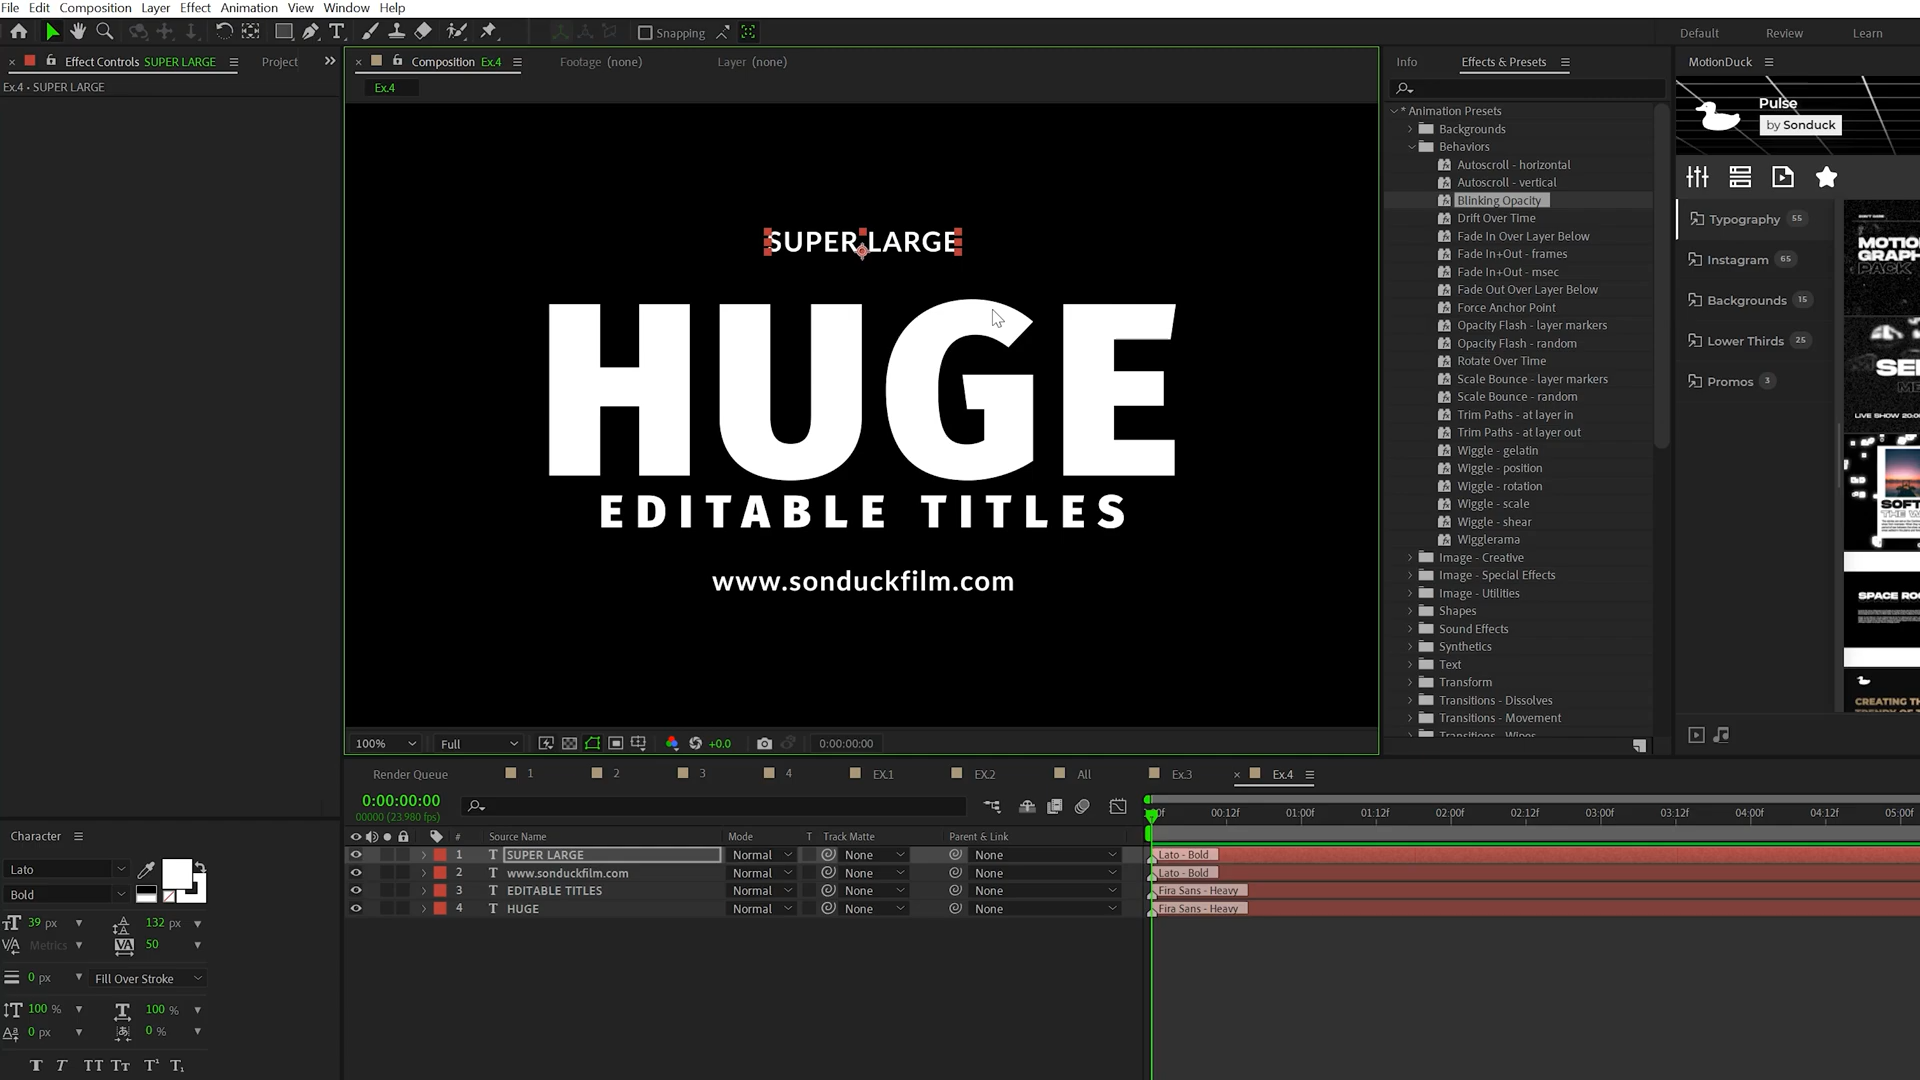 File Edit Composition Layer Effect Animation View Window Help
Snapping
Default Review Learn
Effect Controls SUPER LARGE
Project
Composition Ex.4
Footage (none)
Layer (none)
Info
Effects & Presets
MotionDuck
Ex.4 • SUPER LARGE
Ex.4
Pulse
by Sonduck
* Animation Presets
Backgrounds
Behaviors
Autoscroll - horizontal
Autoscroll - vertical
Blinking Opacity
Drift Over Time
Fade In Over Layer Below
Fade In+Out - frames
Fade In+Out - msec
Fade Out Over Layer Below
Force Anchor Point
Opacity Flash - layer markers
Opacity Flash - random
Rotate Over Time
Scale Bounce - layer markers
Scale Bounce - random
Trim Paths - at layer in
Trim Paths - at layer out
Wiggle - gelatin
Wiggle - position
Wiggle - rotation
Wiggle - scale
Wiggle - shear
Wigglerama
Image - Creative
Image - Special Effects
Image - Utilities
Shapes
Sound Effects
Synthetics
Text
Transform
Transitions - Dissolves
Transitions - Movement
Transitions - Wipes
Typography 55
Instagram 65
Backgrounds 15
Lower Thirds 25
Promos 3
SUPER LARGE
HUGE
EDITABLE TITLES
www.sonduckfilm.com
100%
Full
+0.0
0:00:00:00
Render Queue
1
2
3
4
EX.1
EX.2
All
Ex.3
Ex.4
0:00:00:00
00000 (23.980 fps)
00:12f 01:00f 01:12f 02:00f 02:12f 03:00f 03:12f 04:00f 04:12f 05:00f
# Source Name Mode T Track Matte Parent & Link
1 T SUPER LARGE Normal None None Lato - Bold
2 T www.sonduckfilm.com Normal None None Lato - Bold
3 T EDITABLE TITLES Normal None None Fira Sans - Heavy
4 T HUGE Normal None None Fira Sans - Heavy
Character
Lato
Bold
39 px
132 px
Metrics
50
0 px
Fill Over Stroke
100 %
100 %
0 px
0 %